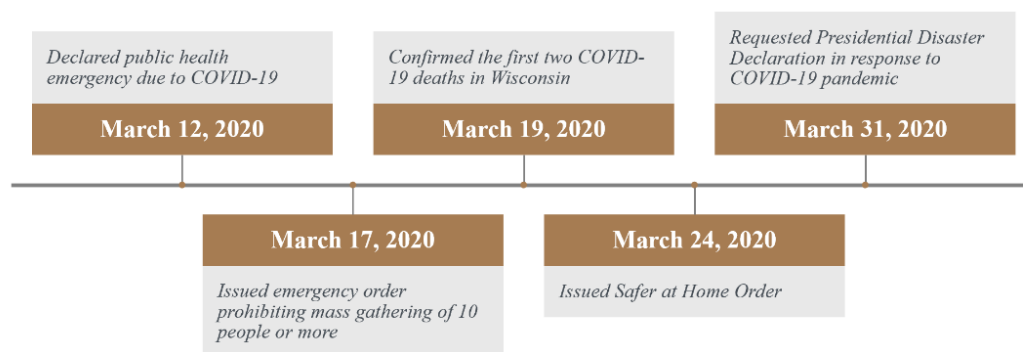 Declared public health
emergency due to COVID-19
March 12, 2020
March 17, 2020
Issued emergency order
prohibiting mass gathering of 10
people or more
Confirmed the first two COVID-
19 deaths in Wisconsin
March 19, 2020
March 24, 2020
Issued Safer at Home Order
Requested Presidential Disaster
Declaration in response to
COVID-19 pandemic
March 31, 2020